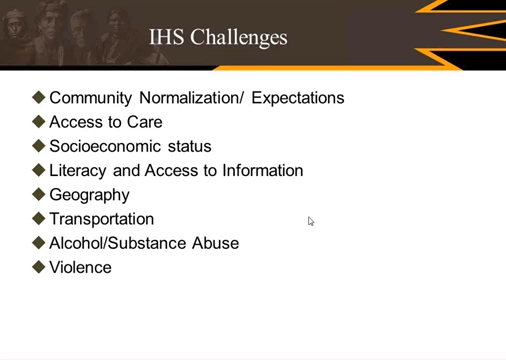 IHS Challenges
Community Normalization/ Expectations
Access to Care
Socioeconomic status
Literacy and Access to Information
Geography
Transportation
Alcohol/Substance Abuse
Violence